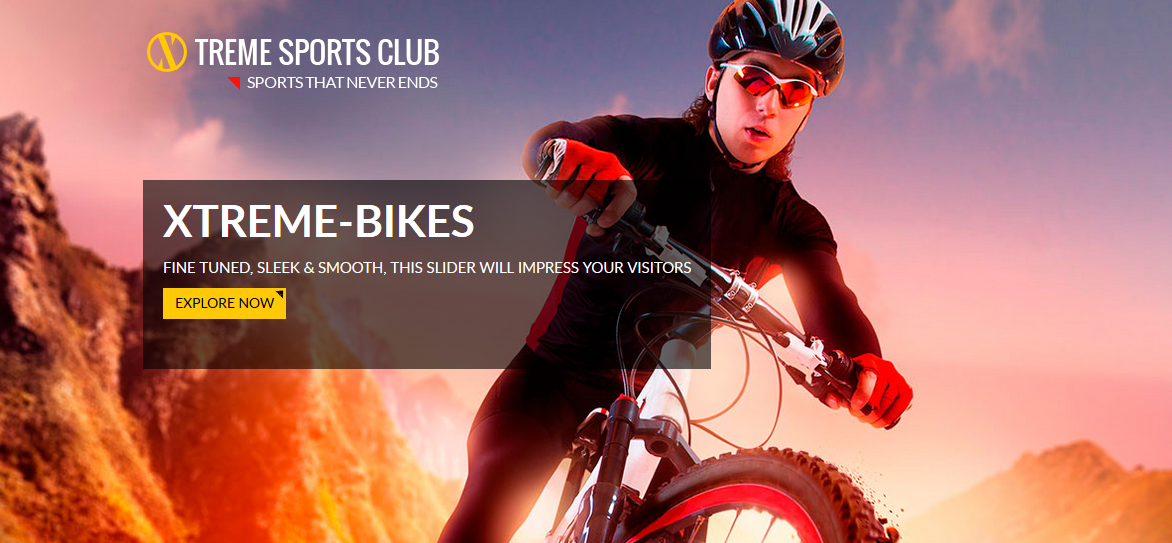 TREME SPORTS CLUB
SPORTS THAT NEVER ENDS
XTREME-BIKES
FINE TUNED, SLEEK & SMOOTH, THIS SLIDER WILL IMPRESS YOUR VISITORS
EXPLORE NOW